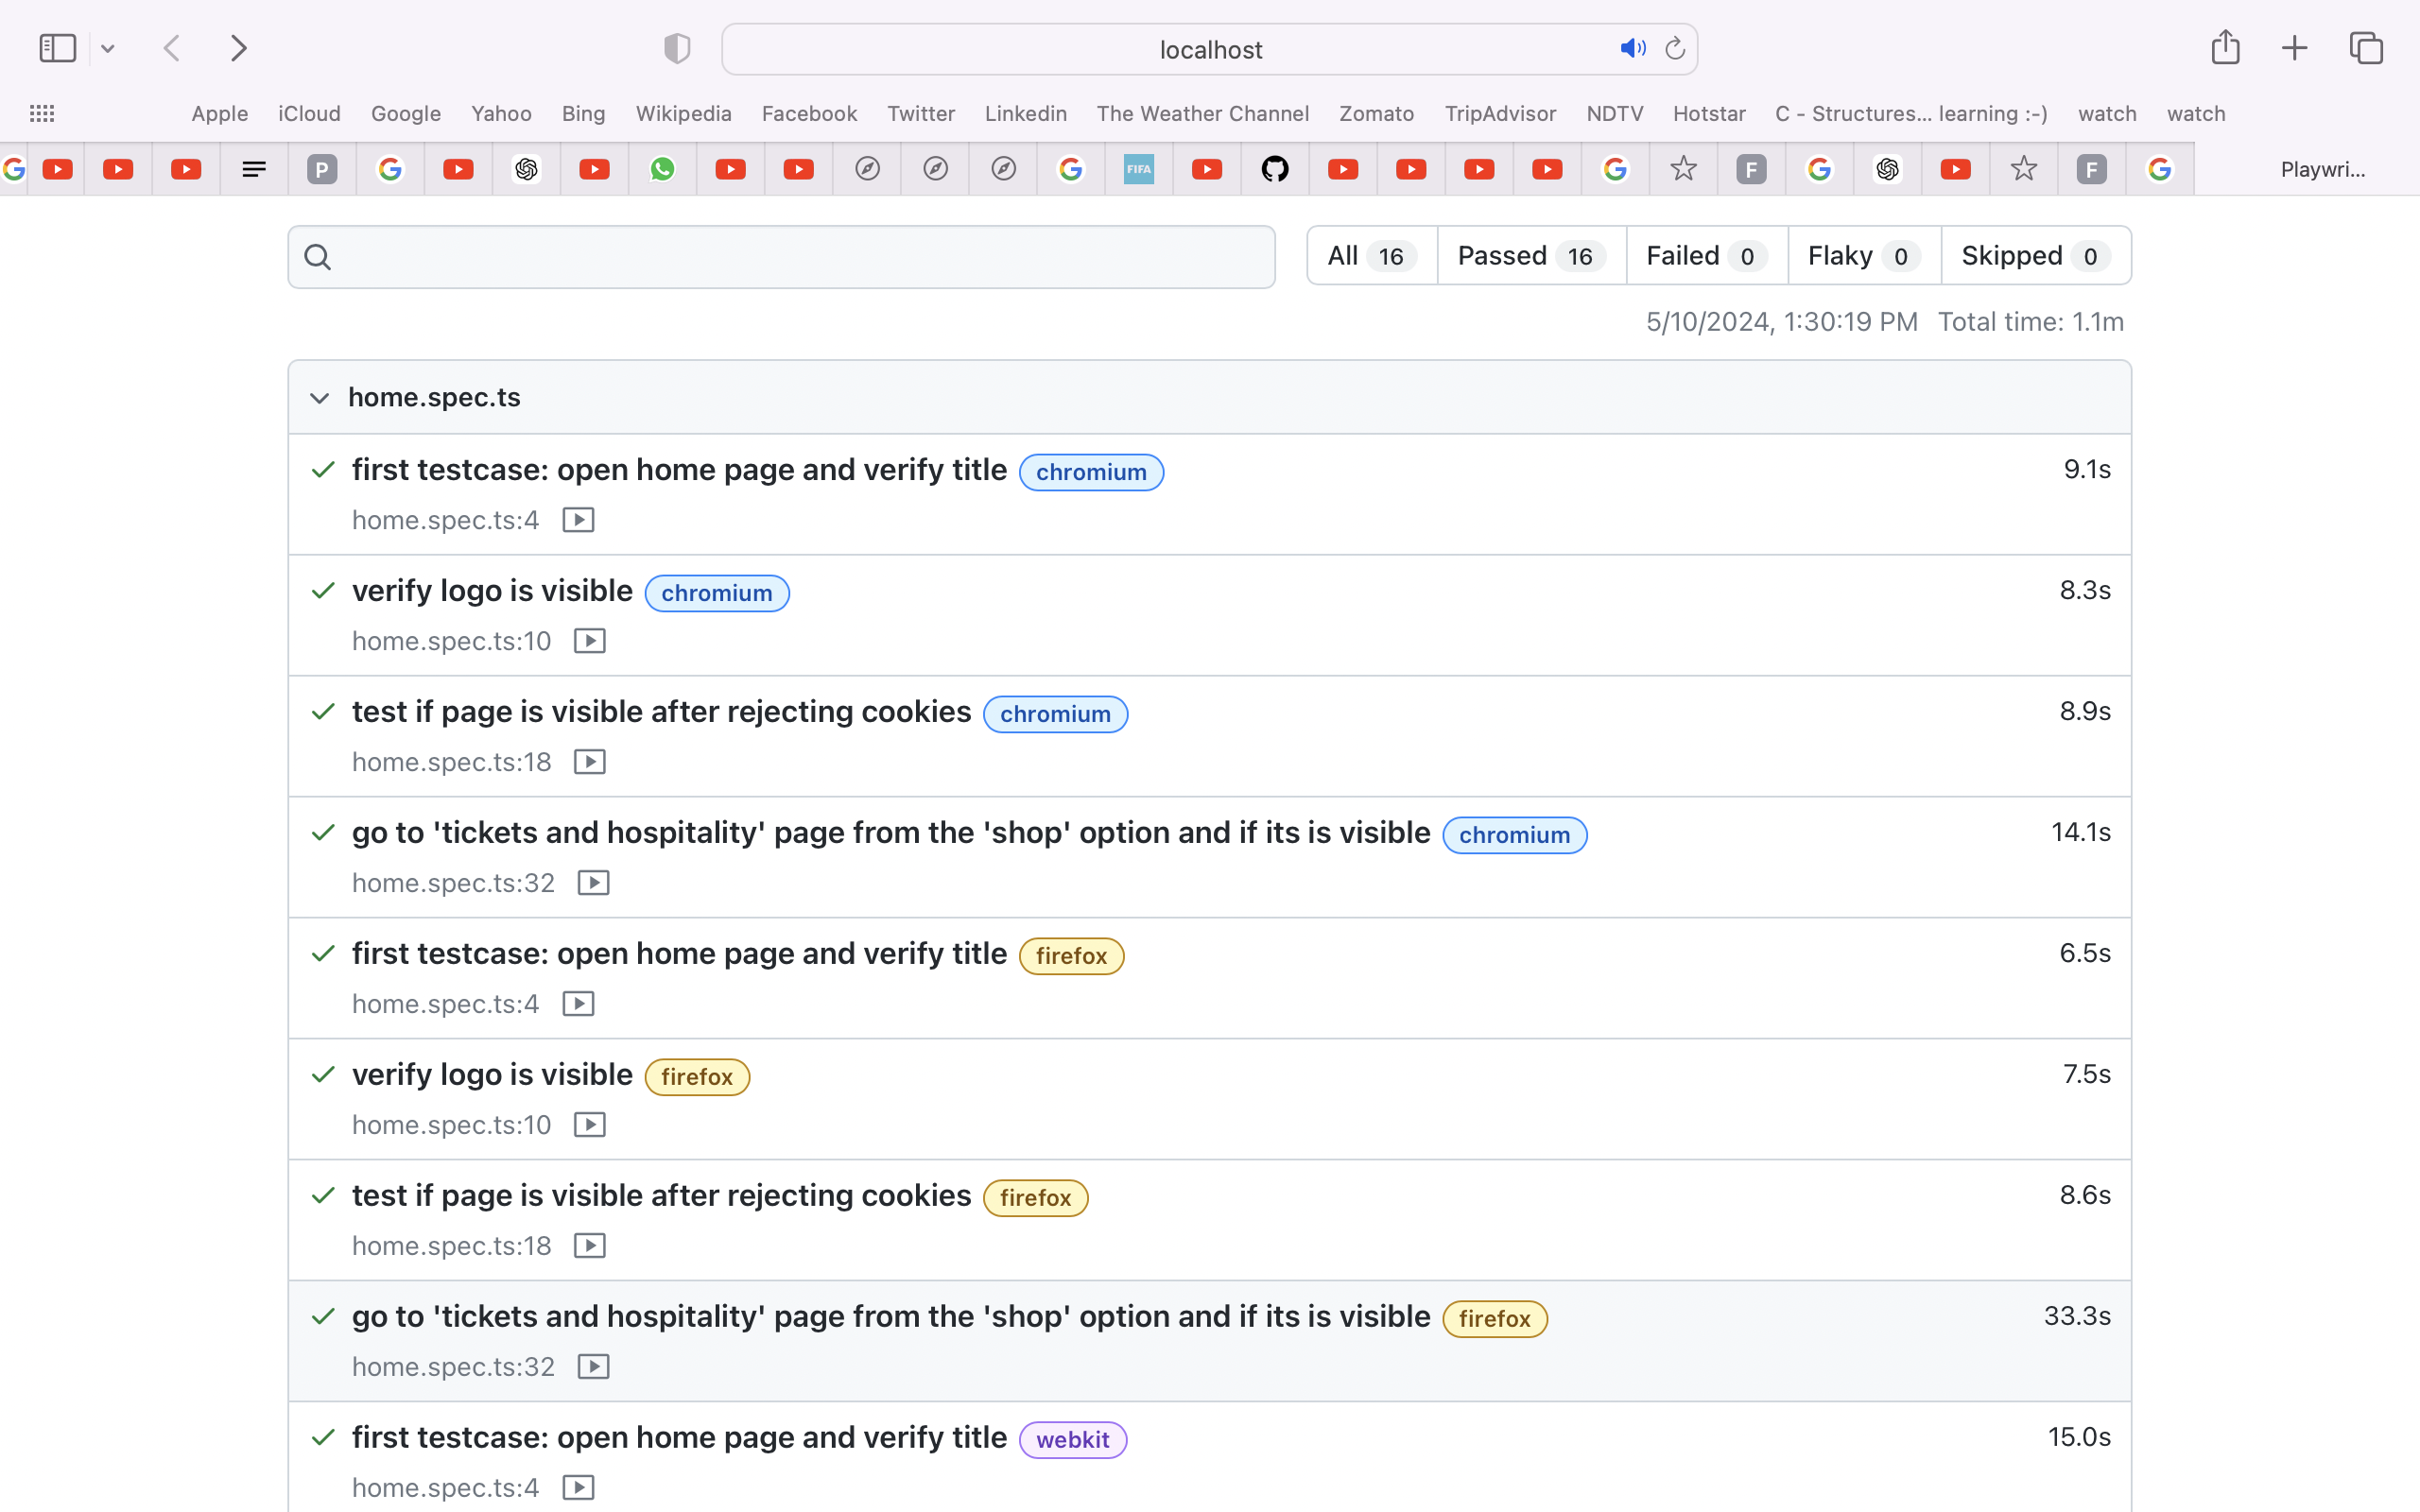 localhost
Apple iCloud Google Yahoo Bing Wikipedia Facebook Twitter Linkedin The Weather Channel Zomato TripAdvisor NDTV Hotstar C - Structures... learning :-) watch watch
P FIFA F F Playwri...
All 16 Passed 16 Failed 0 Flaky 0 Skipped 0
5/10/2024, 1:30:19 PM Total time: 1.1m
home.spec.ts
first testcase: open home page and verify title chromium 9.1s
home.spec.ts:4
verify logo is visible chromium 8.3s
home.spec.ts:10
test if page is visible after rejecting cookies chromium 8.9s
home.spec.ts:18
go to 'tickets and hospitality' page from the 'shop' option and if its is visible chromium 14.1s
home.spec.ts:32
first testcase: open home page and verify title firefox 6.5s
home.spec.ts:4
verify logo is visible firefox 7.5s
home.spec.ts:10
test if page is visible after rejecting cookies firefox 8.6s
home.spec.ts:18
go to 'tickets and hospitality' page from the 'shop' option and if its is visible firefox 33.3s
home.spec.ts:32
first testcase: open home page and verify title webkit 15.0s
home.spec.ts:4